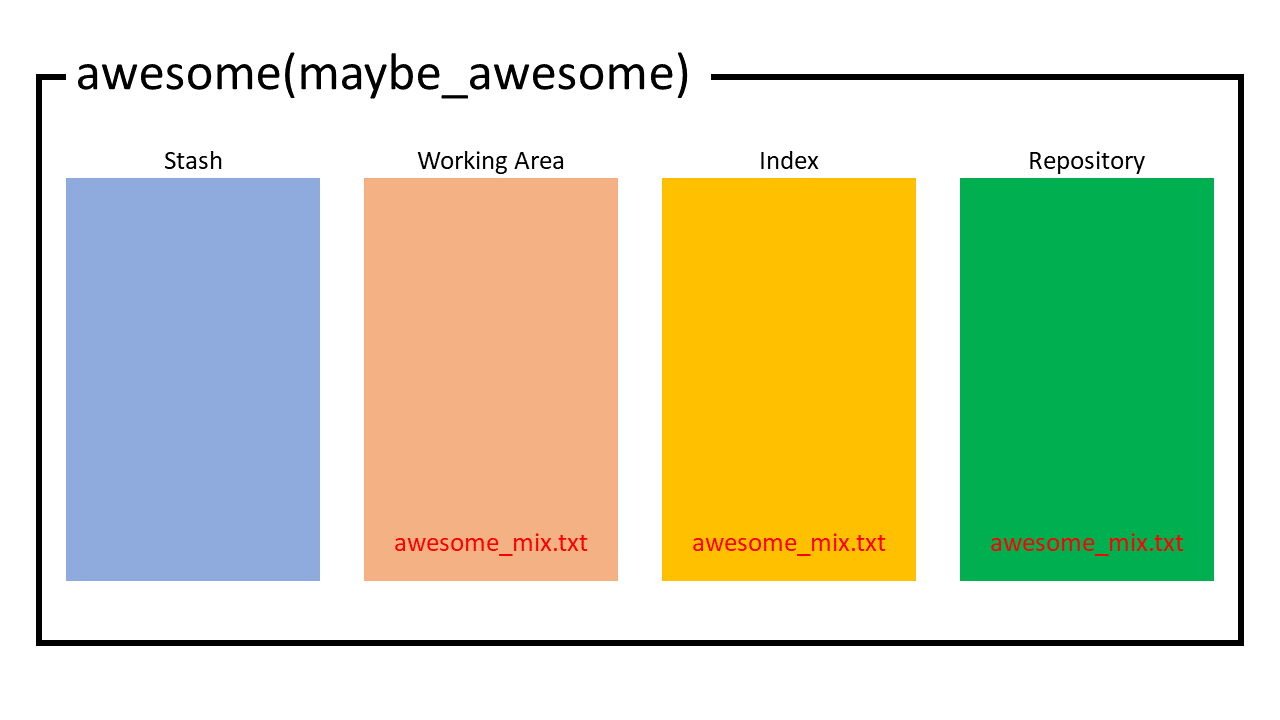 awesome(maybe_awesome)
Stash
Working Area
Index
Repository
awesome_mix.txt
awesome_mix.txt
awesome_mix.txt